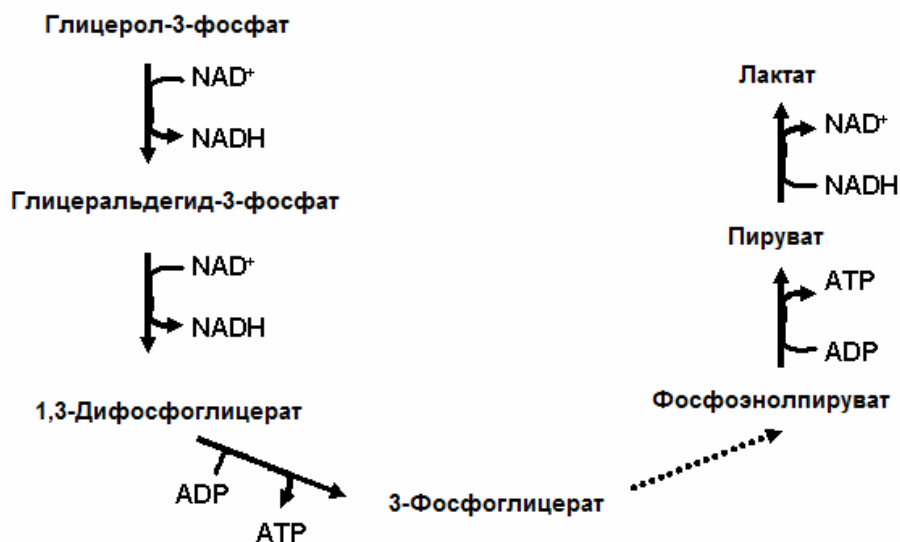 Глицерол-3-фосфат
NAD⁺
NADH
Глицеральдегид-3-фосфат
NAD⁺
NADH
1,3-Дифосфоглицерат
ADP
ATP
3-Фосфоглицерат
Фосфоэнолпируват
ADP
ATP
Пируват
NADH
NAD⁺
Лактат